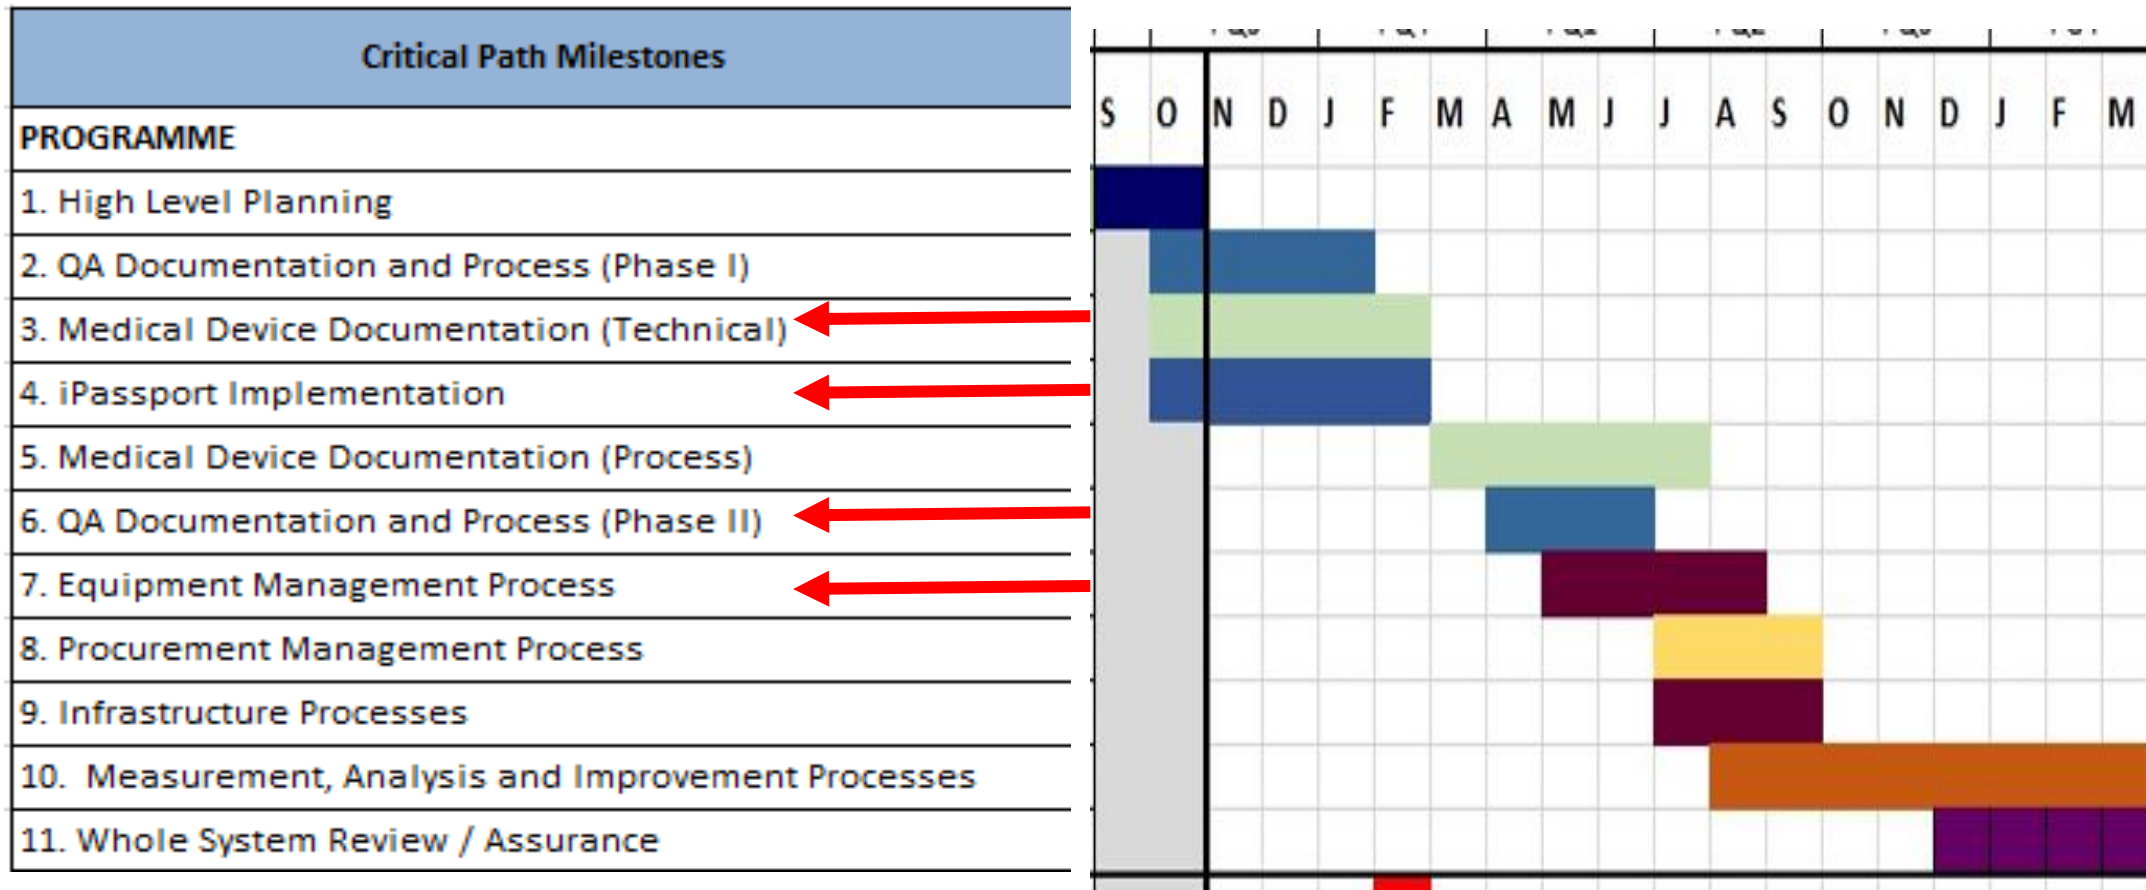 Critical Path Milestones
S O N D J F M A M J J A S O N D J F M
PROGRAMME
1. High Level Planning
2. QA Documentation and Process (Phase I)
3. Medical Device Documentation (Technical)
4. iPassport Implementation
5. Medical Device Documentation (Process)
6. QA Documentation and Process (Phase II)
7. Equipment Management Process
8. Procurement Management Process
9. Infrastructure Processes
10. Measurement, Analysis and Improvement Processes
11. Whole System Review / Assurance